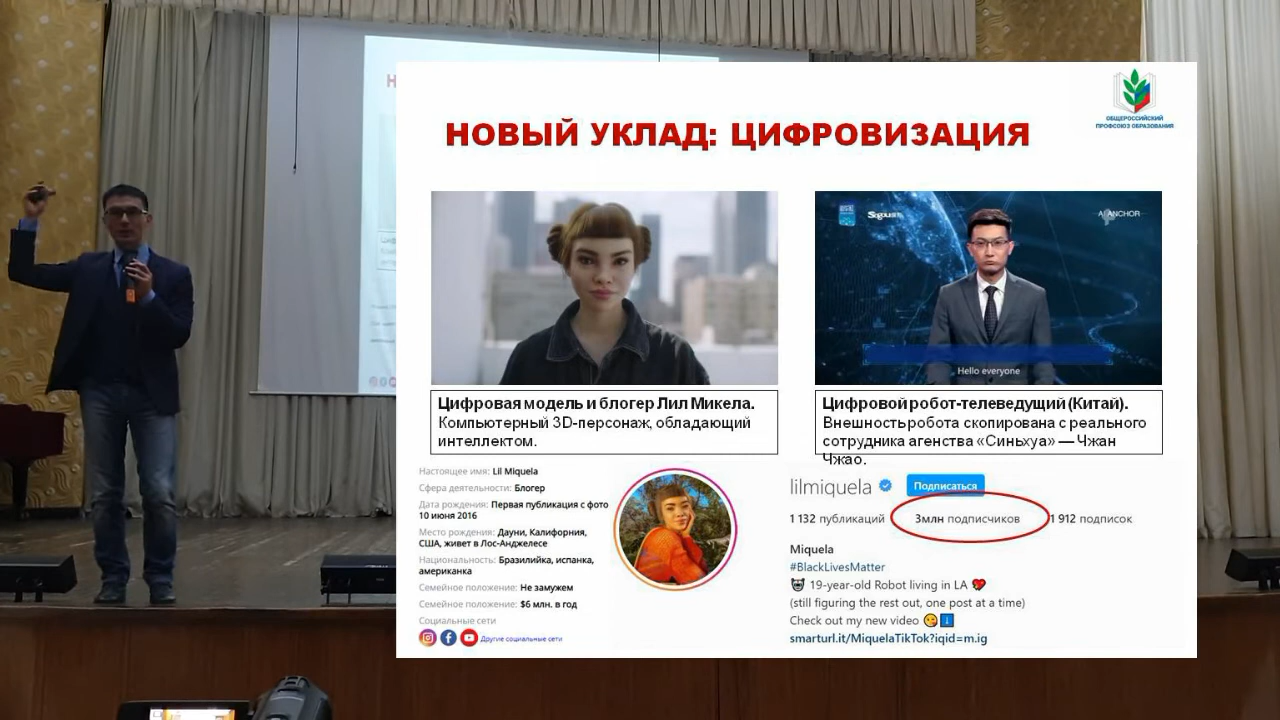 ОБЩЕРОССИЙСКИЙ
ПРОФСОЮЗ ОБРАЗОВАНИЯ
НОВЫЙ УКЛАД: ЦИФРОВИЗАЦИЯ
Sogou
AI ANCHOR
Hello everyone
Цифровая модель и блогер Лил Микела.
Компьютерный 3D-персонаж, обладающий
интеллектом.
Цифровой робот-телеведущий (Китай).
Внешность робота скопирована с реального
сотрудника агенства «Синьхуа» — Чжан
Чжао.
Настоящее имя: Lil Miquela
Сфера деятельности: Блогер
Дата рождения: Первая публикация с фото
10 июня 2016
Место рождения: Дауни, Калифорния,
США, живет в Лос-Анджелесе
Национальность: Бразилийка, испанка,
американка
Семейное положение: Не замужем
Семейное положение: $6 млн. в год
Социальные сети
Другие социальные сети
lilmiquela Подписаться
1 132 публикаций 3млн подписчиков 1 912 подписок
Miquela
#BlackLivesMatter
19-year-old Robot living in LA
(still figuring the rest out, one post at a time)
Check out my new video
smarturl.it/MiquelaTikTok?iqid=m.ig